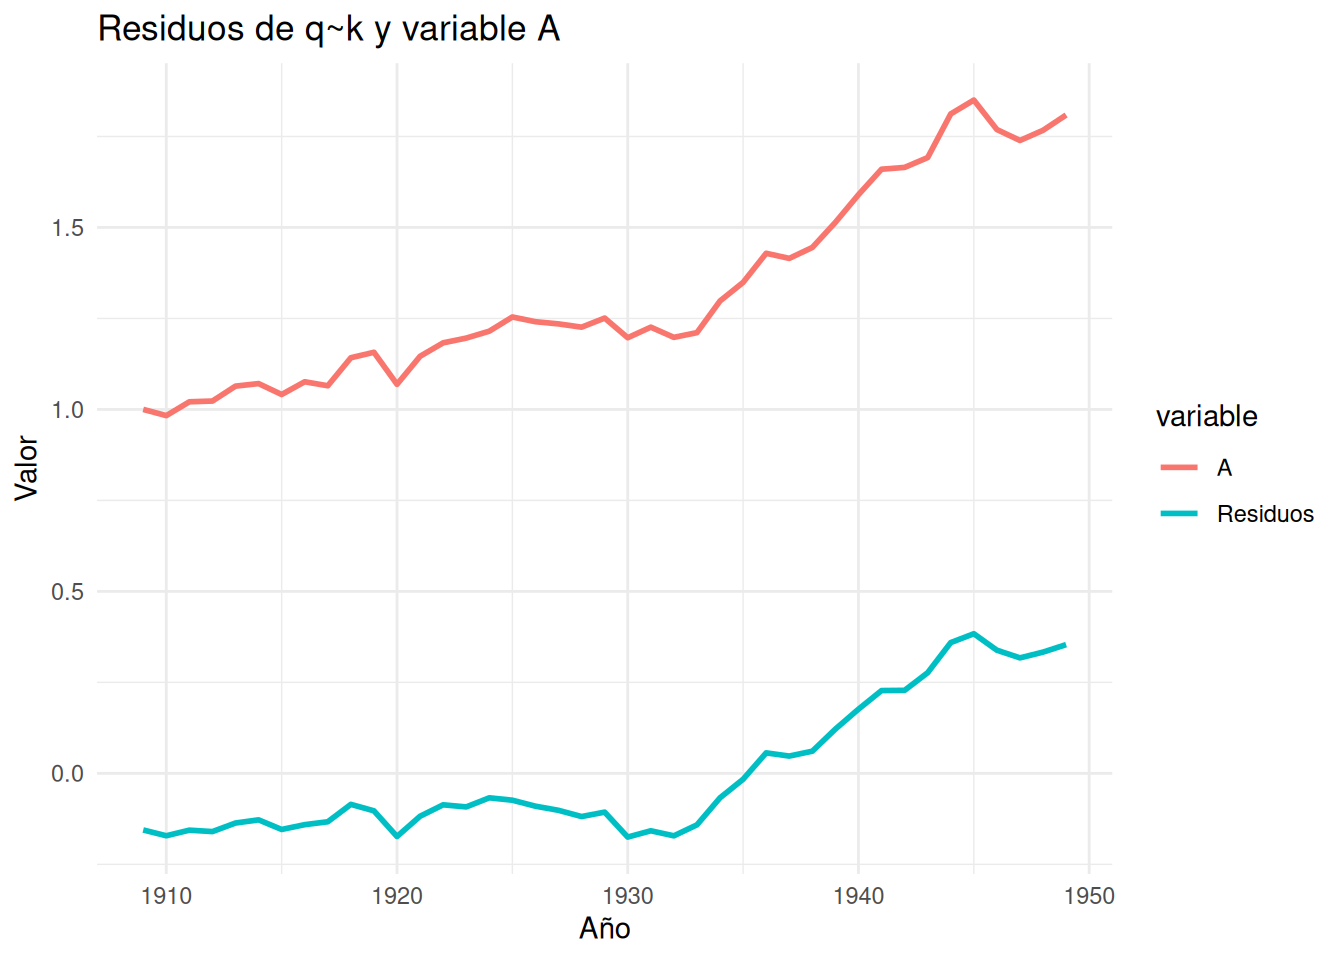 Residuos de q~k y variable A
1.5
1.0
0.5
0.0
Valor
1910 1920 1930 1940 1950
Año
variable
A
Residuos